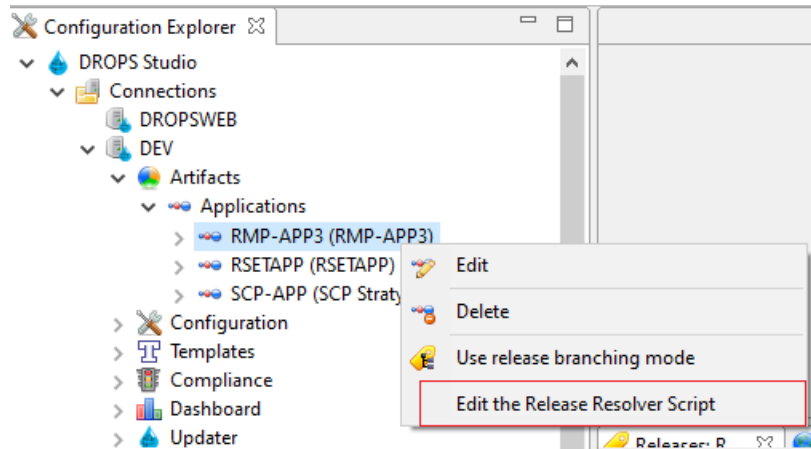 Configuration Explorer
DROPS Studio
Connections
DROPSWEB
DEV
Artifacts
Applications
RMP-APP3 (RMP-APP3)
RSETAPP (RSETAPP)
SCP-APP (SCP Straty
Configuration
Templates
Compliance
Dashboard
Updater
Edit
Delete
Use release branching mode
Edit the Release Resolver Script
Releases: R...